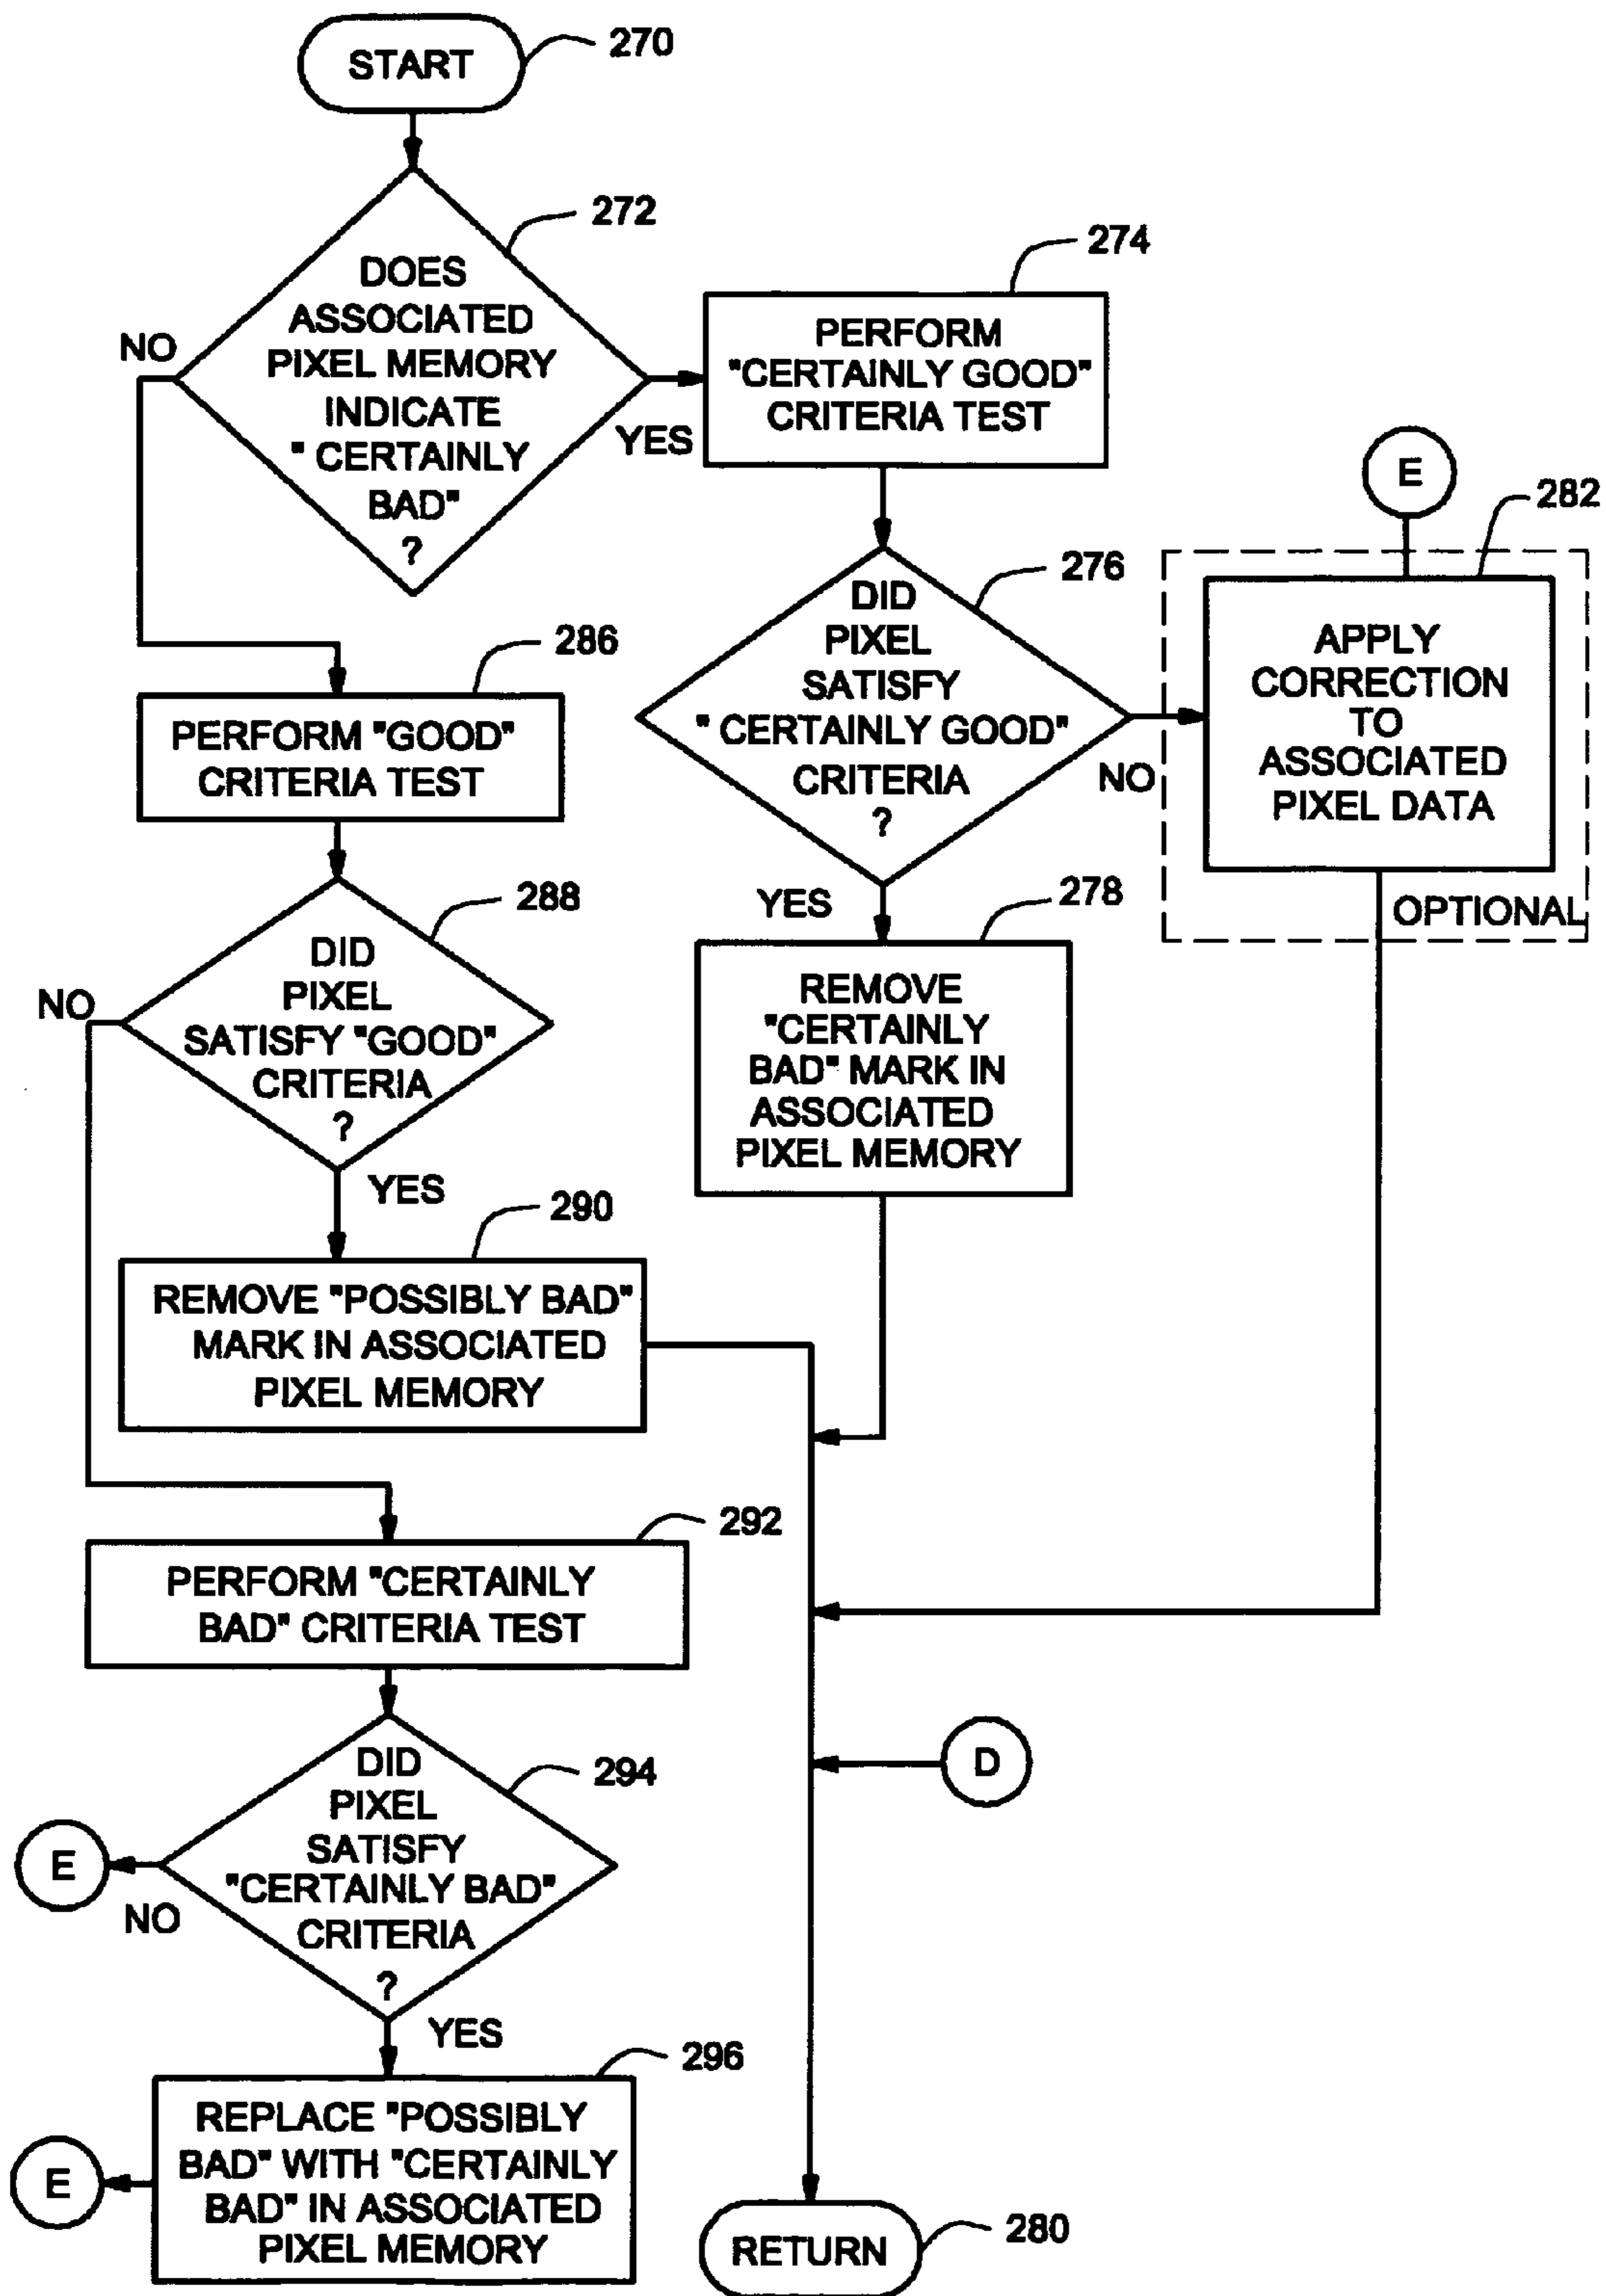 START
270
DOES
ASSOCIATED
PIXEL MEMORY
INDICATE
" CERTAINLY
BAD"
?
272
NO
YES
PERFORM
"CERTAINLY GOOD"
CRITERIA TEST
274
DID
PIXEL
SATISFY
" CERTAINLY GOOD"
CRITERIA
?
276
NO
YES
E
282
APPLY
CORRECTION
TO
ASSOCIATED
PIXEL DATA
OPTIONAL
REMOVE
"CERTAINLY
BAD" MARK IN
ASSOCIATED
PIXEL MEMORY
278
286
PERFORM "GOOD"
CRITERIA TEST
288
DID
PIXEL
SATISFY "GOOD"
CRITERIA
?
NO
YES
290
REMOVE "POSSIBLY BAD"
MARK IN ASSOCIATED
PIXEL MEMORY
292
PERFORM "CERTAINLY
BAD" CRITERIA TEST
D
294
DID
PIXEL
SATISFY
"CERTAINLY BAD"
CRITERIA
?
E
NO
YES
296
REPLACE "POSSIBLY
BAD" WITH "CERTAINLY
BAD" IN ASSOCIATED
PIXEL MEMORY
E
RETURN
280